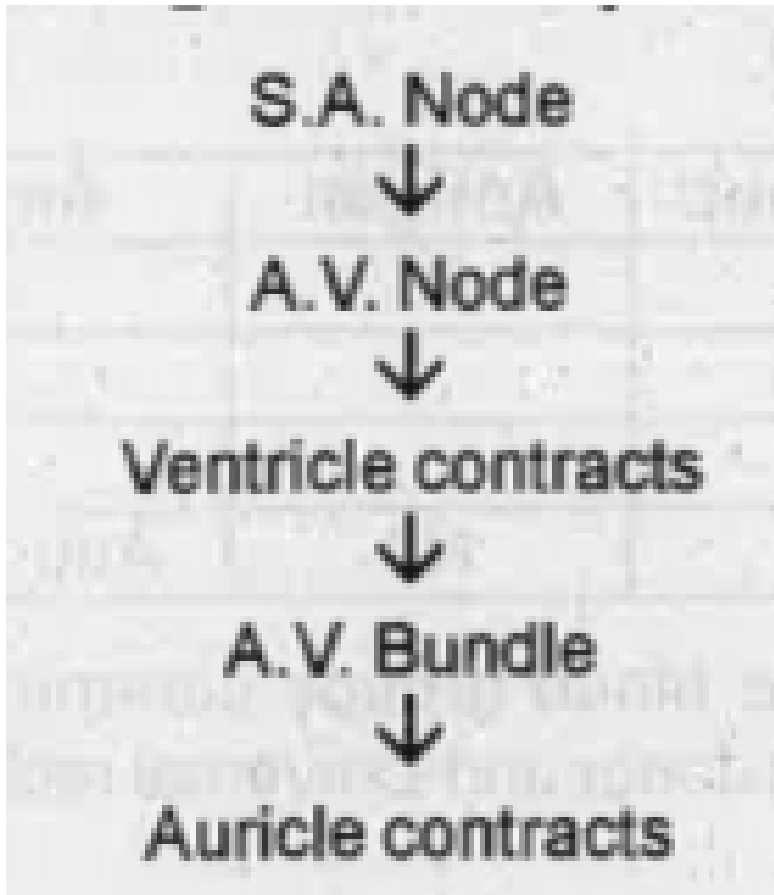 S.A. Node
↓
A.V. Node
↓
Ventricle contracts
↓
A.V. Bundle
↓
Auricle contracts